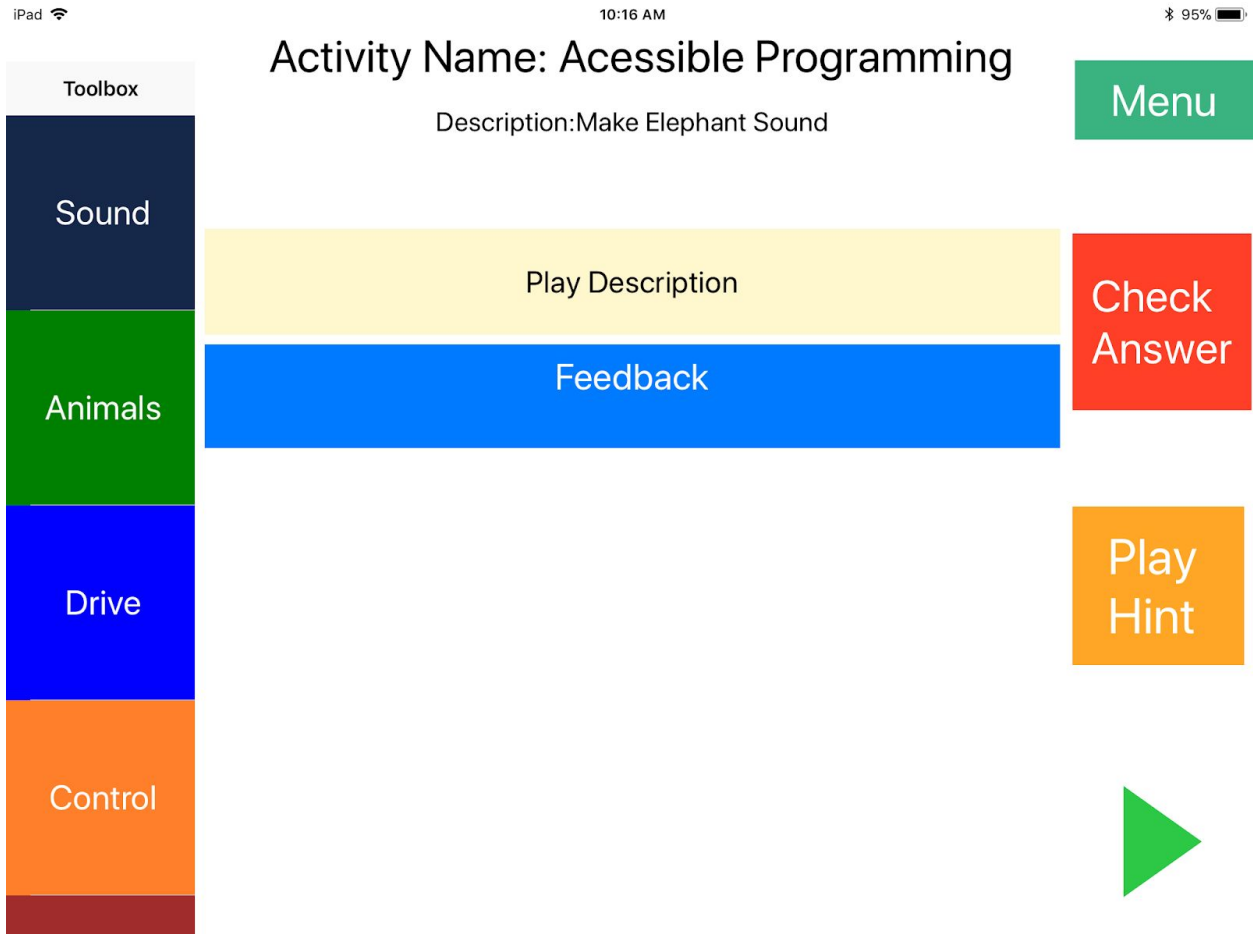 iPad
10:16 AM
95%
Activity Name: Acessible Programming
Toolbox
Menu
Description:Make Elephant Sound
Sound
Play Description
Check
Answer
Feedback
Animals
Play
Hint
Drive
Control